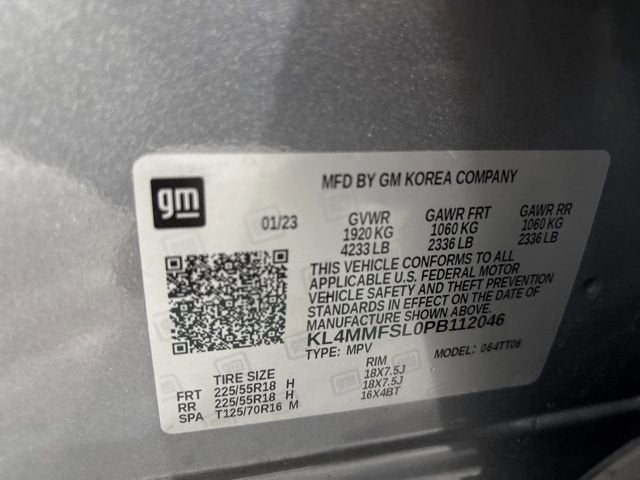 gm
MFD BY GM KOREA COMPANY
01/23 GVWR GAWR FRT GAWR RR
1920 KG 1060 KG 1060 KG
4233 LB 2336 LB 2336 LB
THIS VEHICLE CONFORMS TO ALL
APPLICABLE U.S. FEDERAL MOTOR
VEHICLE SAFETY AND THEFT PREVENTION
STANDARDS IN EFFECT ON THE DATE OF
MANUFACTURE SHOWN ABOVE.
KL4MMFSL0PB112046
TYPE: MPV MODEL: 064TT06
TIRE SIZE RIM
FRT 225/55R18 H 18X7.5J
RR 225/55R18 H 18X7.5J
SPA T125/70R16 M 16X4BT